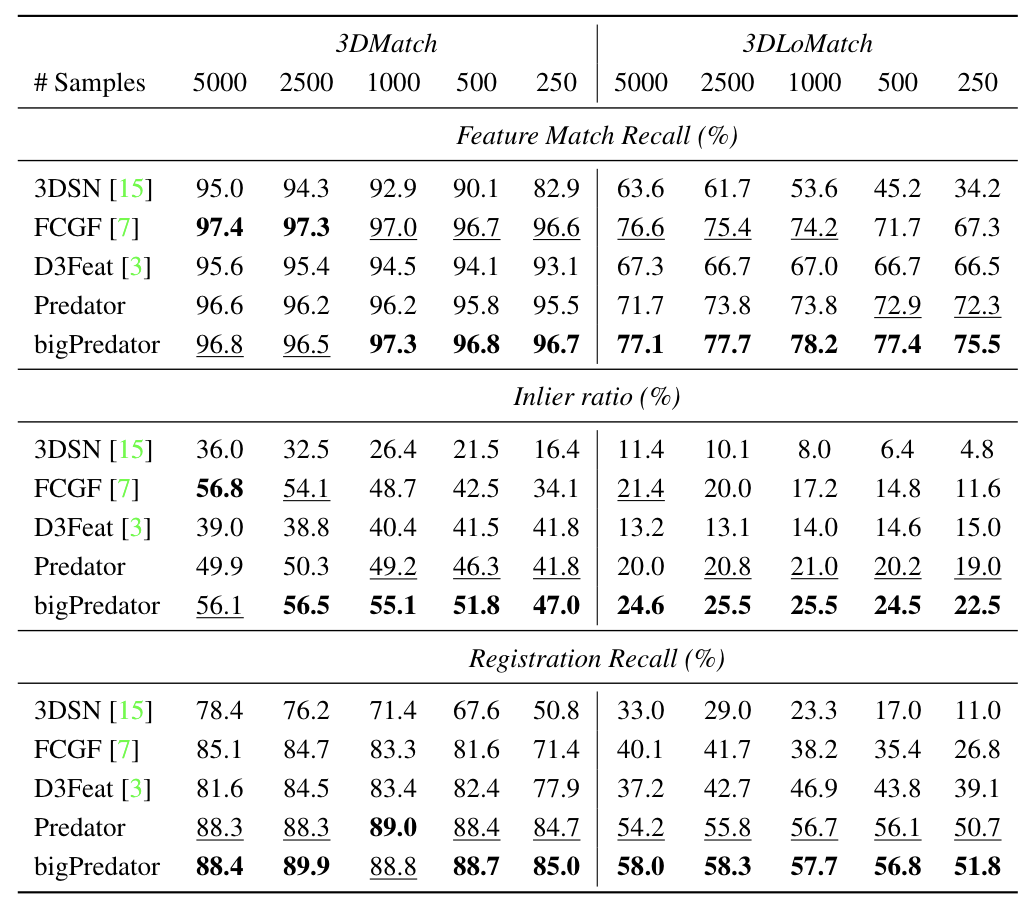 3DMatch 3DLoMatch
# Samples 5000 2500 1000 500 250 5000 2500 1000 500 250
Feature Match Recall (%)
3DSN [15] 95.0 94.3 92.9 90.1 82.9 63.6 61.7 53.6 45.2 34.2
FCGF [7] 97.4 97.3 97.0 96.7 96.6 76.6 75.4 74.2 71.7 67.3
D3Feat [3] 95.6 95.4 94.5 94.1 93.1 67.3 66.7 67.0 66.7 66.5
Predator 96.6 96.2 96.2 95.8 95.5 71.7 73.8 73.8 72.9 72.3
bigPredator 96.8 96.5 97.3 96.8 96.7 77.1 77.7 78.2 77.4 75.5
Inlier ratio (%)
3DSN [15] 36.0 32.5 26.4 21.5 16.4 11.4 10.1 8.0 6.4 4.8
FCGF [7] 56.8 54.1 48.7 42.5 34.1 21.4 20.0 17.2 14.8 11.6
D3Feat [3] 39.0 38.8 40.4 41.5 41.8 13.2 13.1 14.0 14.6 15.0
Predator 49.9 50.3 49.2 46.3 41.8 20.0 20.8 21.0 20.2 19.0
bigPredator 56.1 56.5 55.1 51.8 47.0 24.6 25.5 25.5 24.5 22.5
Registration Recall (%)
3DSN [15] 78.4 76.2 71.4 67.6 50.8 33.0 29.0 23.3 17.0 11.0
FCGF [7] 85.1 84.7 83.3 81.6 71.4 40.1 41.7 38.2 35.4 26.8
D3Feat [3] 81.6 84.5 83.4 82.4 77.9 37.2 42.7 46.9 43.8 39.1
Predator 88.3 88.3 89.0 88.4 84.7 54.2 55.8 56.7 56.1 50.7
bigPredator 88.4 89.9 88.8 88.7 85.0 58.0 58.3 57.7 56.8 51.8